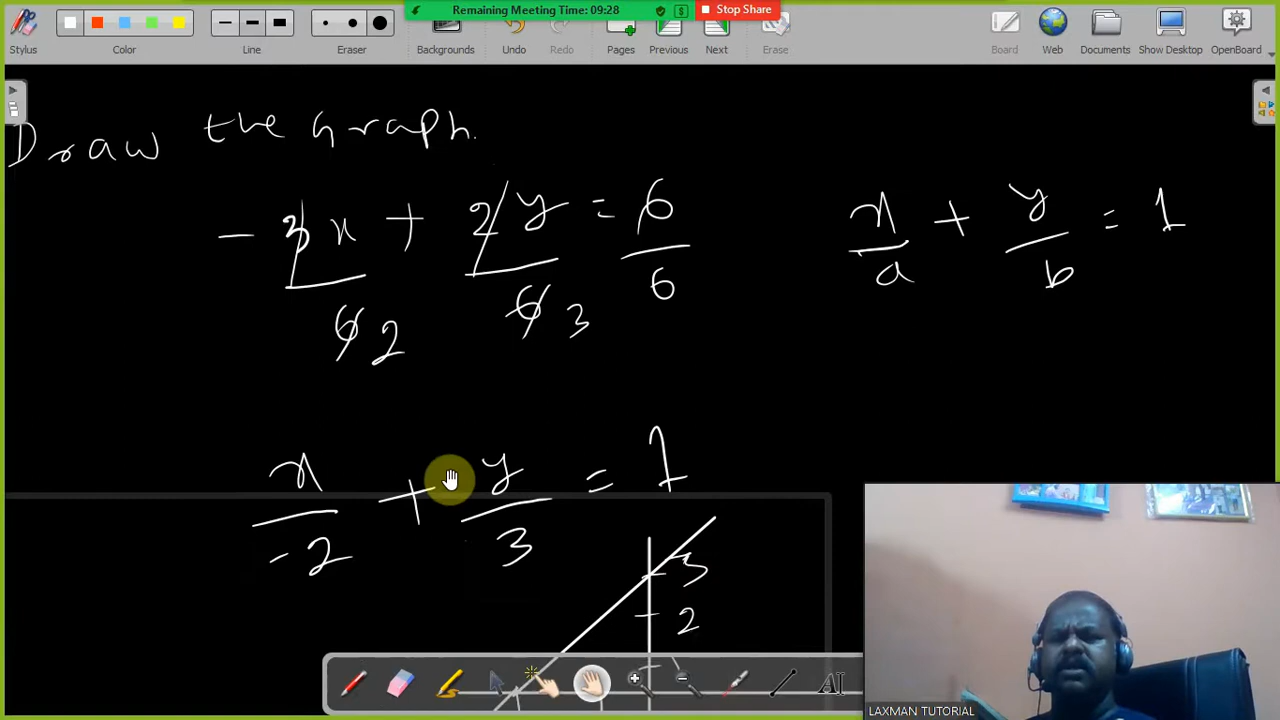 Remaining Meeting Time: 09:28 Stop Share
Stylus Color Line Eraser Backgrounds Undo Redo Pages Previous Next Erase Board Web Documents Show Desktop OpenBoard
Draw the Graph.
- 3x/6 2 + 2y/6 3 = 6/6
x/a + y/b = 1
x/-2 + y/3 = 1
3
2
AI
LAXMAN TUTORIAL